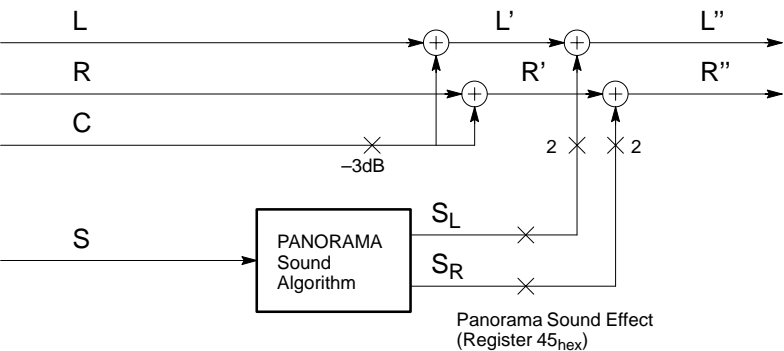 L
L’
L”
R
R’
R”
C
–3dB
2
2
S
PANORAMA
Sound
Algorithm
SL
SR
Panorama Sound Effect
(Register 45hex)